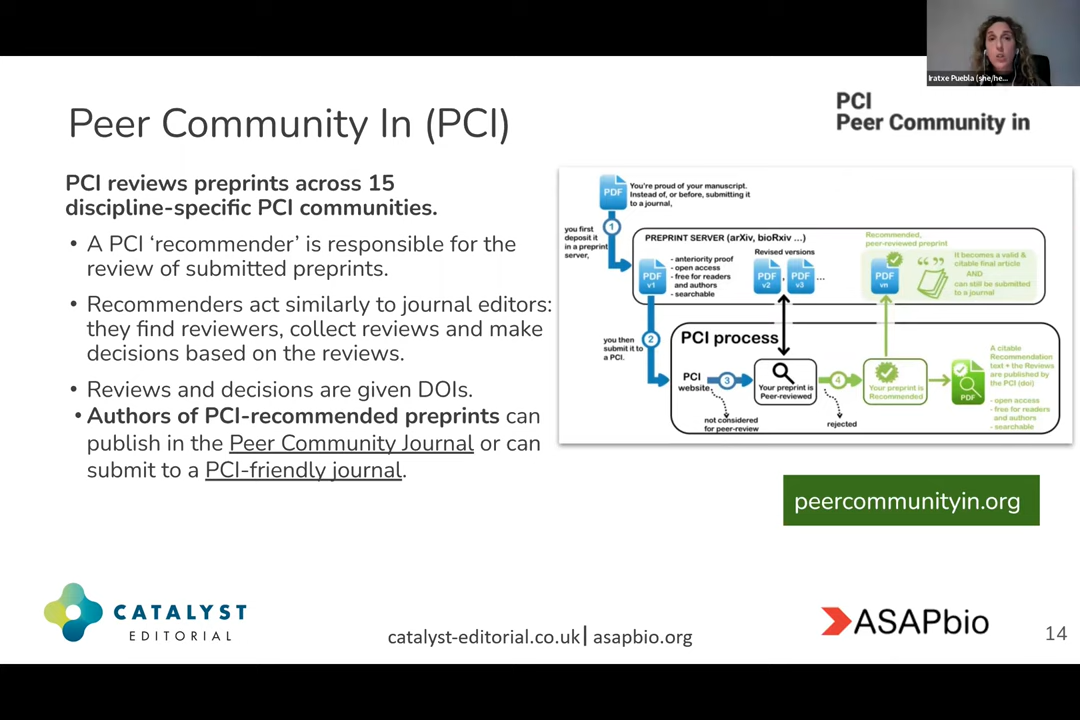 Iratxe Puebla (she/he...
Peer Community In (PCI)
PCI
Peer Community in
PCI reviews preprints across 15
discipline-specific PCI communities.
• A PCI ‘recommender’ is responsible for the
review of submitted preprints.
• Recommenders act similarly to journal editors:
they find reviewers, collect reviews and make
decisions based on the reviews.
• Reviews and decisions are given DOIs.
• Authors of PCI-recommended preprints can
publish in the Peer Community Journal or can
submit to a PCI-friendly journal.
PDF
You're proud of your manuscript.
Instead of, or before, submitting it
to a journal,
1
you first
deposit it
in a preprint
server,
PREPRINT SERVER (arXiv, bioRxiv ...)
PDF
v1
- anteriority proof
- open access
- free for readers
and authors
- searchable
Revised versions
PDF
v2
,
PDF
v3
...
Recommended,
peer-reviewed preprint
PDF
vn
It becomes a valid &
citable final article
AND
can still be submitted
to a journal
you then
submit it to
a PCI.
2
PCI process
PCI
website
3
not considered
for peer-review
Your preprint is
Peer-reviewed
4
rejected
Your preprint is
Recommended
PDF
A citable
Recommendation
text + the Reviews
are published by
the PCI (doi)
- open access
- free for readers
and authors
- searchable
peercommunityin.org
CATALYST
EDITORIAL
catalyst-editorial.co.uk| asapbio.org
ASAPbio
14